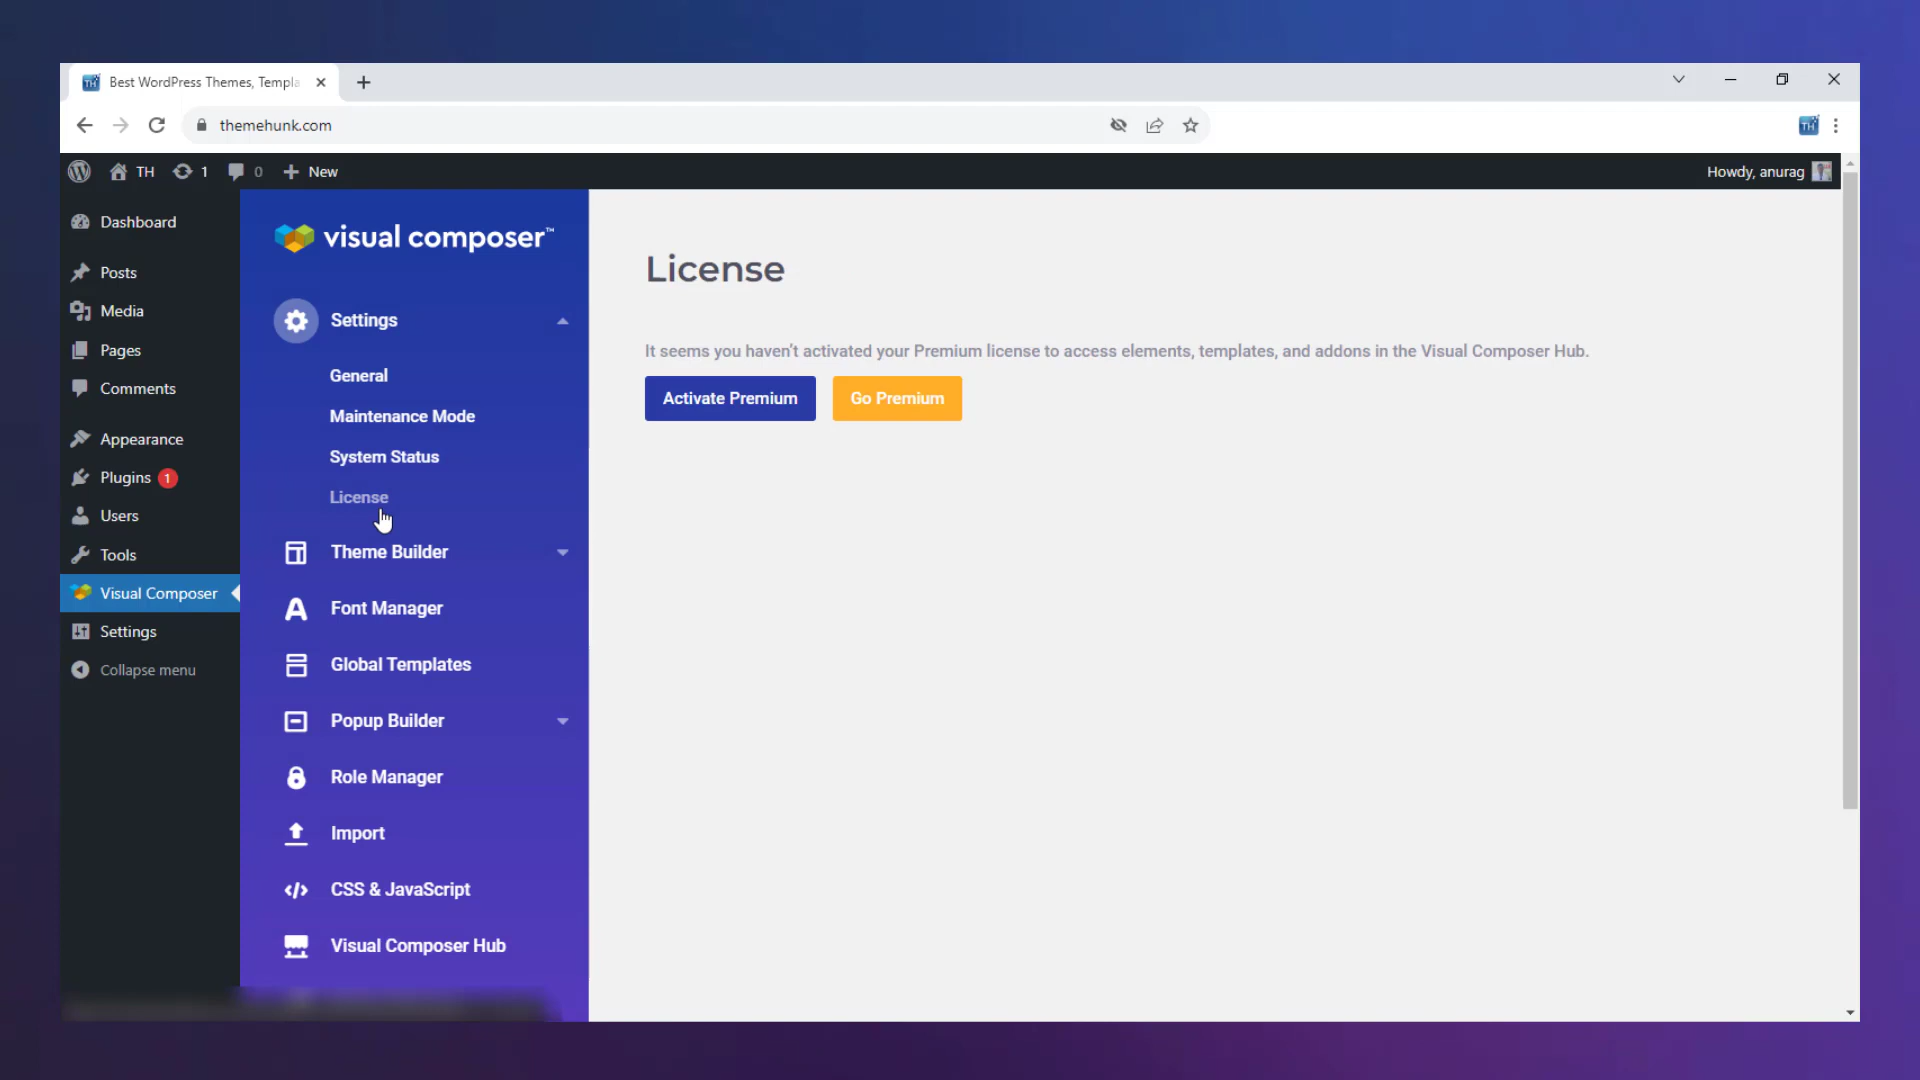 Best WordPress Themes, Templa
themehunk.com
TH 1 0 New
Howdy, anurag
Dashboard
Posts
Media
Pages
Comments
Appearance
Plugins 1
Users
Tools
Visual Composer
Settings
Collapse menu
visual composer™
Settings
General
Maintenance Mode
System Status
License
Theme Builder
Font Manager
Global Templates
Popup Builder
Role Manager
Import
CSS & JavaScript
Visual Composer Hub
License
It seems you haven't activated your Premium license to access elements, templates, and addons in the Visual Composer Hub.
Activate Premium Go Premium